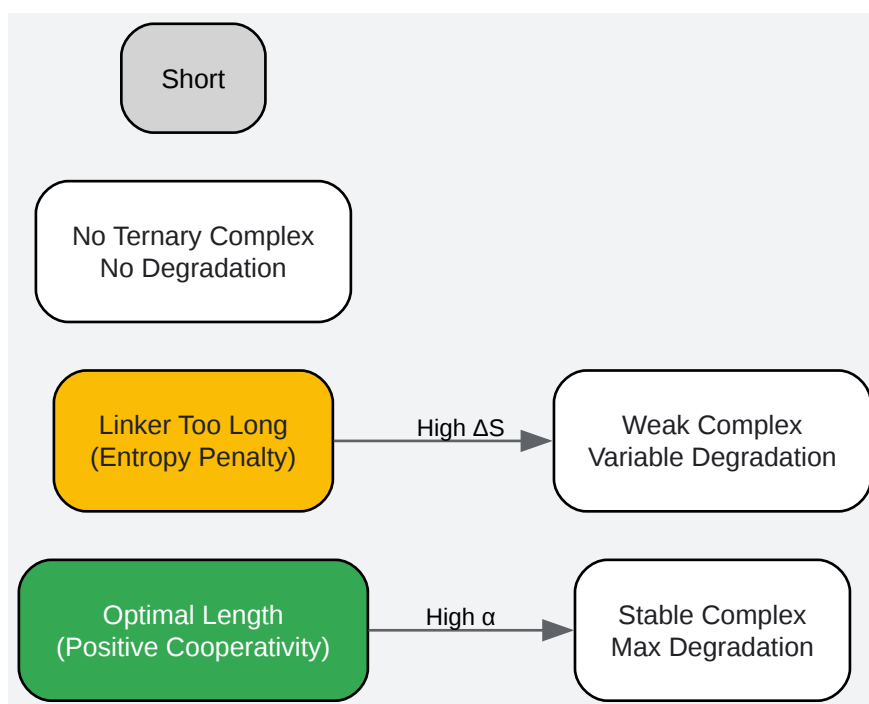 Short
No Ternary Complex
No Degradation
Linker Too Long
(Entropy Penalty)
High ΔS
Weak Complex
Variable Degradation
Optimal Length
(Positive Cooperativity)
High α
Stable Complex
Max Degradation